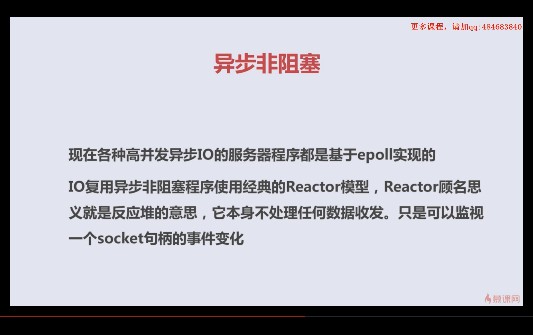 更多课程，请加qq:484683840
异步非阻塞
现在各种高并发异步IO的服务器程序都是基于epoll实现的
IO复用异步非阻塞程序使用经典的Reactor模型，Reactor顾名思
义就是反应堆的意思，它本身不处理任何数据收发。只是可以监视
一个socket句柄的事件变化
慕课网